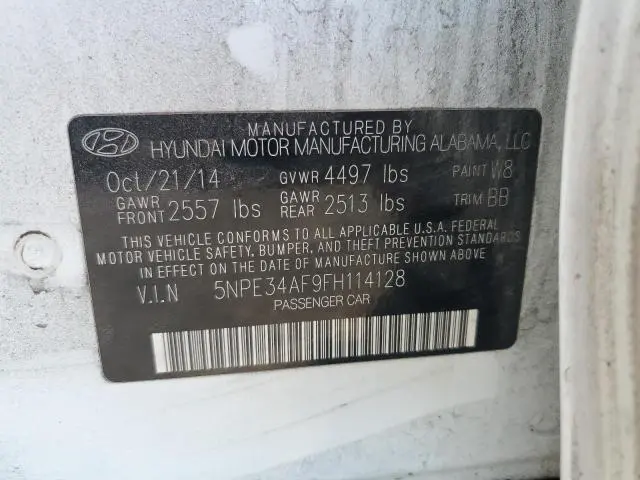 MANUFACTURED BY
HYUNDAI MOTOR MANUFACTURING ALABAMA, LLC
Oct/21/14 GVWR 4497 lbs PAINT W8
GAWR FRONT 2557 lbs GAWR REAR 2513 lbs TRIM BB
THIS VEHICLE CONFORMS TO ALL APPLICABLE U.S.A. FEDERAL
MOTOR VEHICLE SAFETY, BUMPER, AND THEFT PREVENTION STANDARDS
IN EFFECT ON THE DATE OF MANUFACTURE SHOWN ABOVE
V.I.N 5NPE34AF9FH114128
PASSENGER CAR